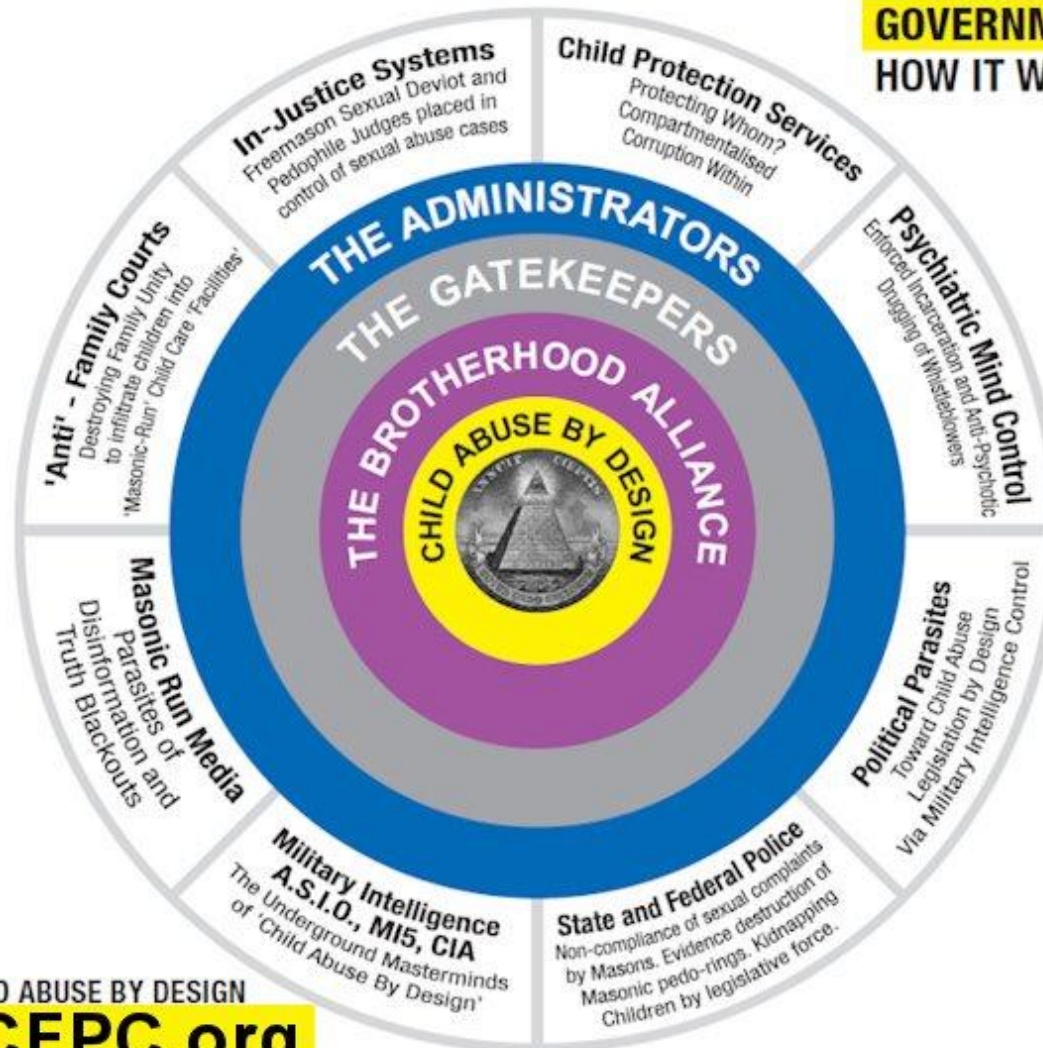 GOVERNM
HOW IT W
In-Justice Systems
Freemason Sexual Deviot and
Pedophile Judges placed in
control of sexual abuse cases
Child Protection Services
Protecting Whom?
Compartmentalised
Corruption Within
Psychiatric Mind Control
Enforced Incarceration and Anti-Psychotic
Drugging of Whistleblowers
Political Parasites
Toward Child Abuse
Legislation by Design
Via Military Intelligence Control
State and Federal Police
Non-compliance of sexual complaints
by Masons. Evidence destruction of
Masonic pedo-rings. Kidnapping
Children by legislative force.
Military Intelligence
A.S.I.O., MI5, CIA
The Underground Masterminds
of 'Child Abuse By Design'
Masonic Run Media
Parasites of
Disinformation and
Truth Blackouts
'Anti' - Family Courts
Destroying Family Unity
to infiltrate children into
'Masonic-Run' Child Care 'Facilities'
THE ADMINISTRATORS
THE GATEKEEPERS
THE BROTHERHOOD ALLIANCE
CHILD ABUSE BY DESIGN
D ABUSE BY DESIGN
CEPC.org